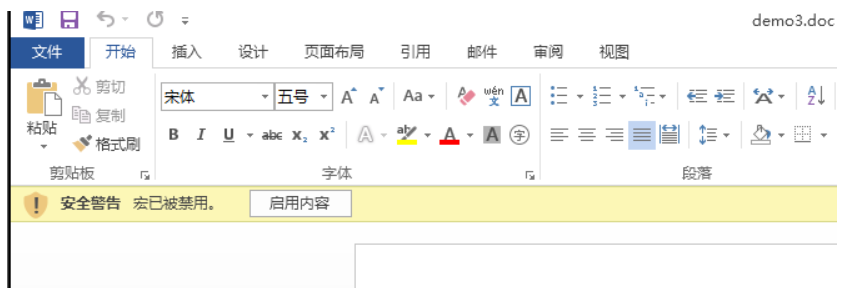 demo3.doc
文件 开始 插入 设计 页面布局 引用 邮件 审阅 视图
剪切
宋体 五号 A A Aa wén 文 A A Z
复制
粘贴
格式刷
B I U abc X₂ X² A aby A A 字
剪贴板 字体 段落
安全警告 宏已被禁用。 启用内容